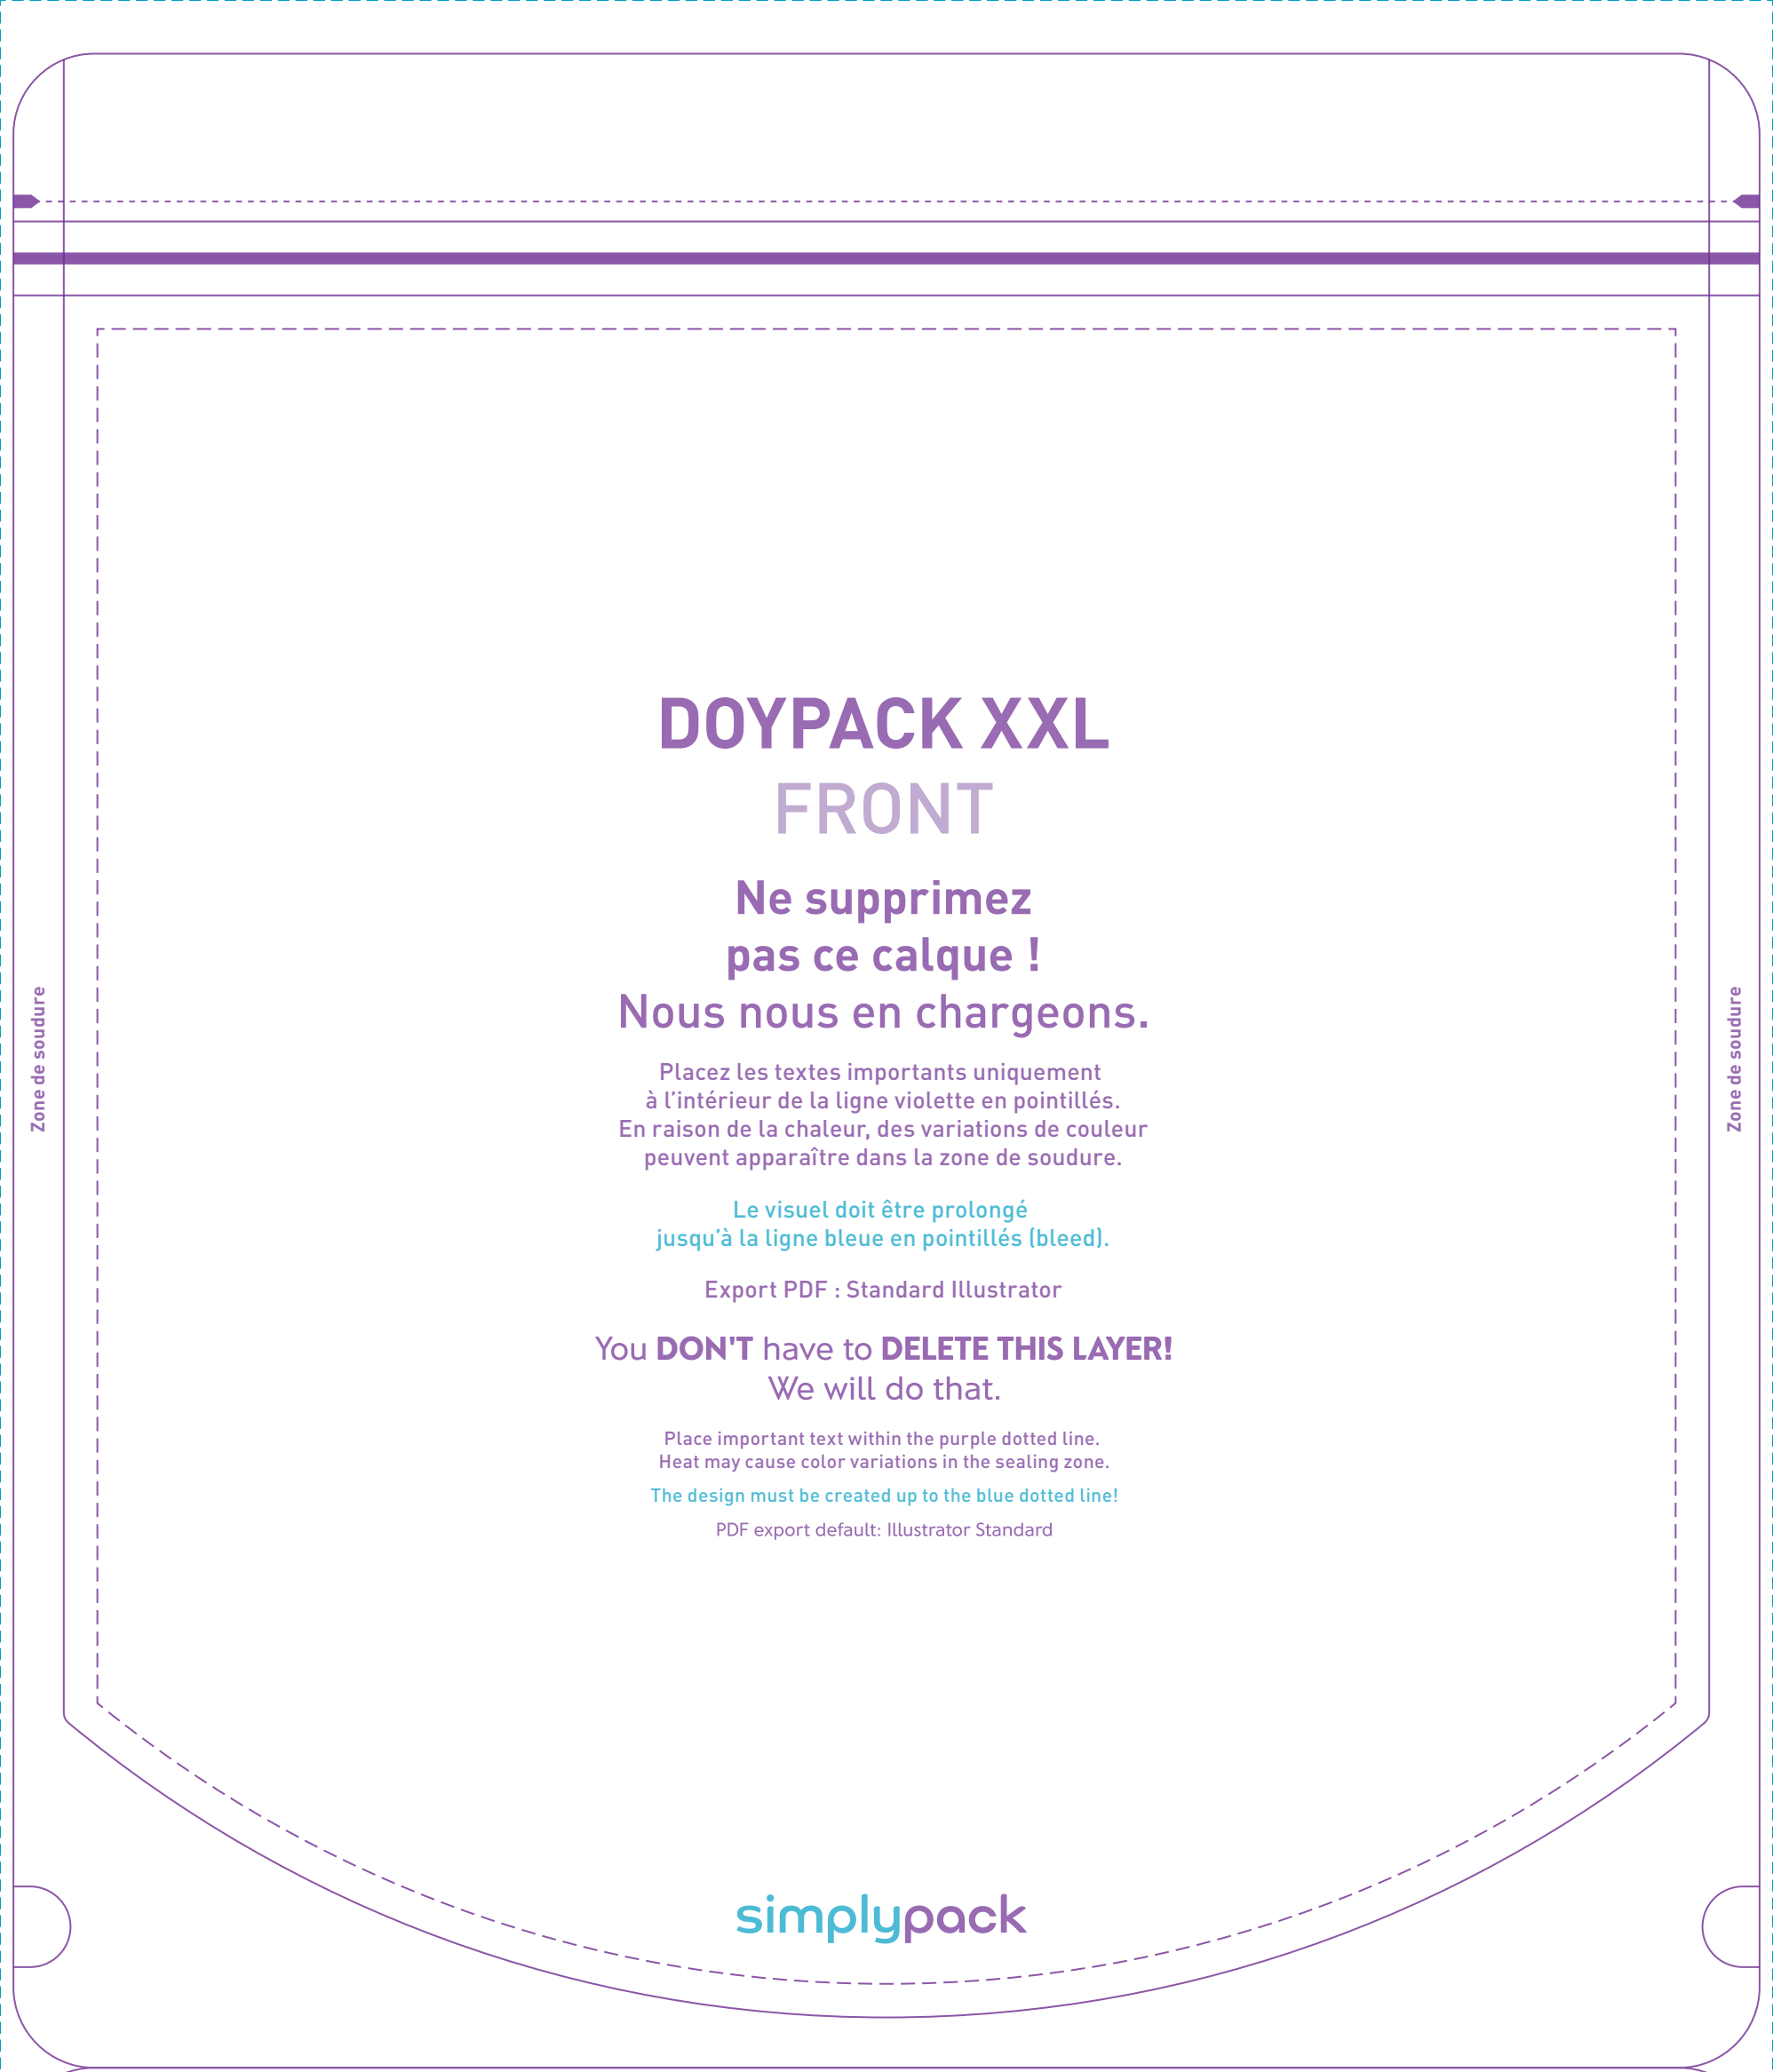 DOYPACK XXL
FRONT
Ne supprimez
pas ce calque !
Nous nous en chargeons.
Zone de soudure
Zone de soudure
Placez les textes importants uniquement
à l’intérieur de la ligne violette en pointillés.
En raison de la chaleur, des variations de couleur
peuvent apparaître dans la zone de soudure.
Le visuel doit être prolongé
jusqu’à la ligne bleue en pointillés (bleed).
Export PDF : Standard Illustrator
You DON'T have to DELETE THIS LAYER!
We will do that.
Place important text within the purple dotted line.
Heat may cause color variations in the sealing zone.
The design must be created up to the blue dotted line!
PDF export default: Illustrator Standard
simplypack